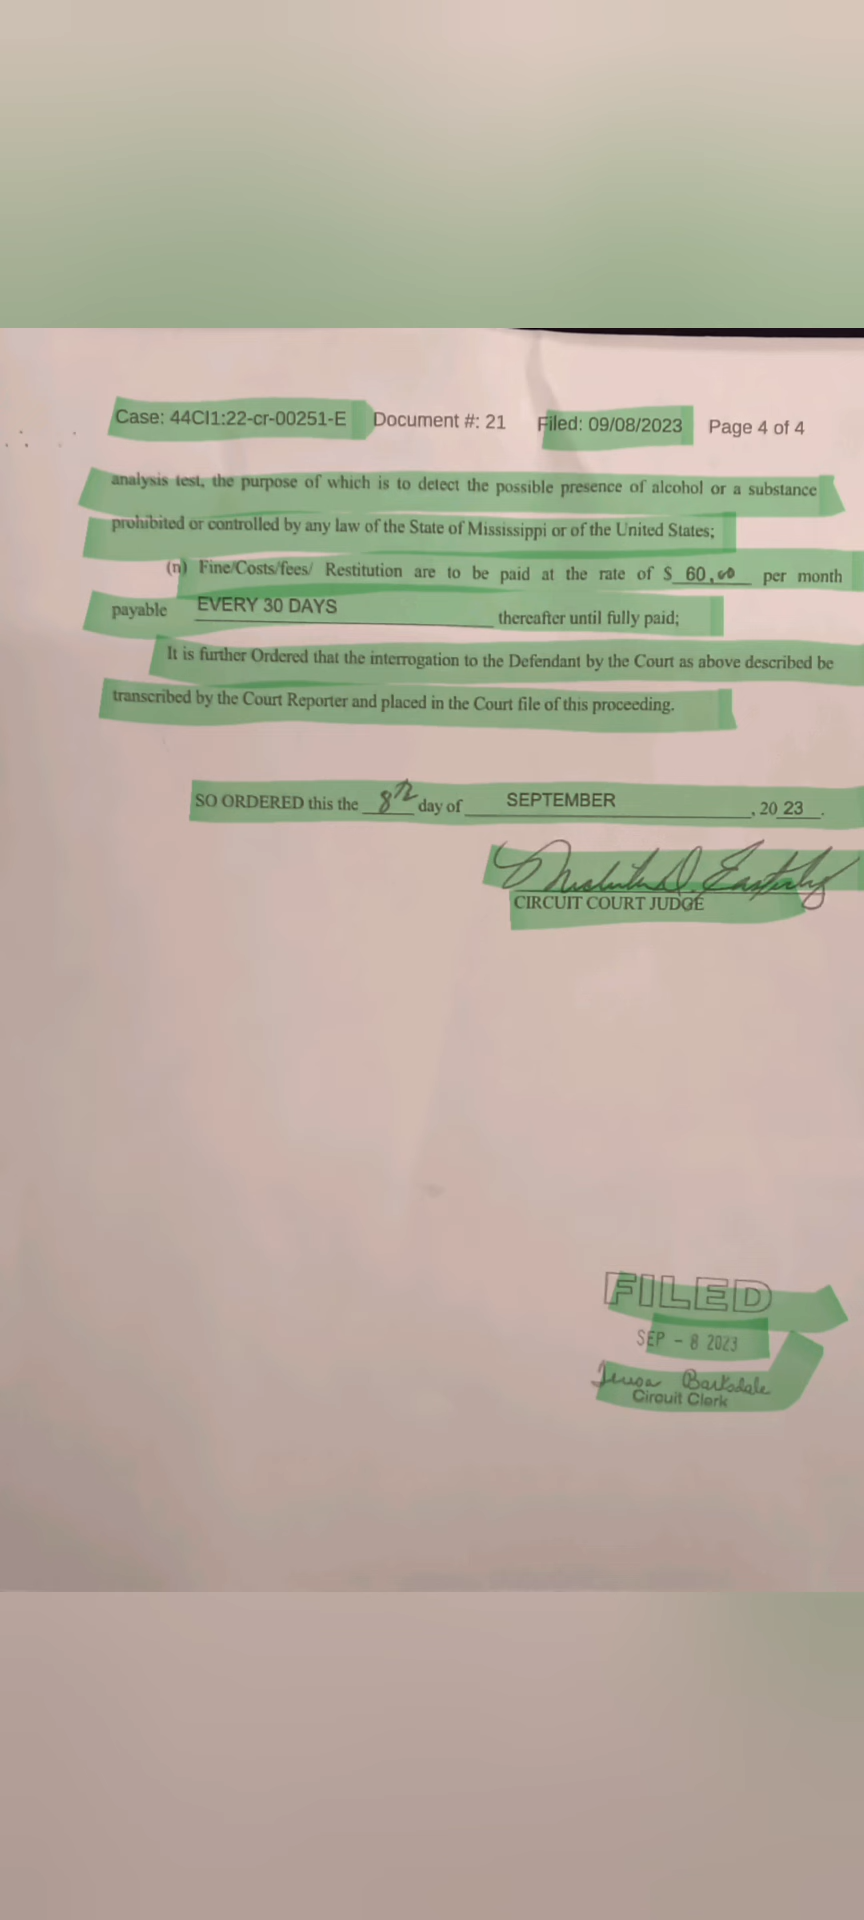 Case: 44CI1:22-cr-00251-E Document #: 21 Filed: 09/08/2023 Page 4 of 4
analysis test, the purpose of which is to detect the possible presence of alcohol or a substance
prohibited or controlled by any law of the State of Mississippi or of the United States;
(n) Fine/Costs/fees/ Restitution are to be paid at the rate of $ 60.00 per month
payable EVERY 30 DAYS thereafter until fully paid;
It is further Ordered that the interrogation to the Defendant by the Court as above described be
transcribed by the Court Reporter and placed in the Court file of this proceeding.
SO ORDERED this the 8th day of SEPTEMBER, 20 23.
CIRCUIT COURT JUDGE
FILED
SEP - 8 2023
Teresa Barksdale
Circuit Clerk